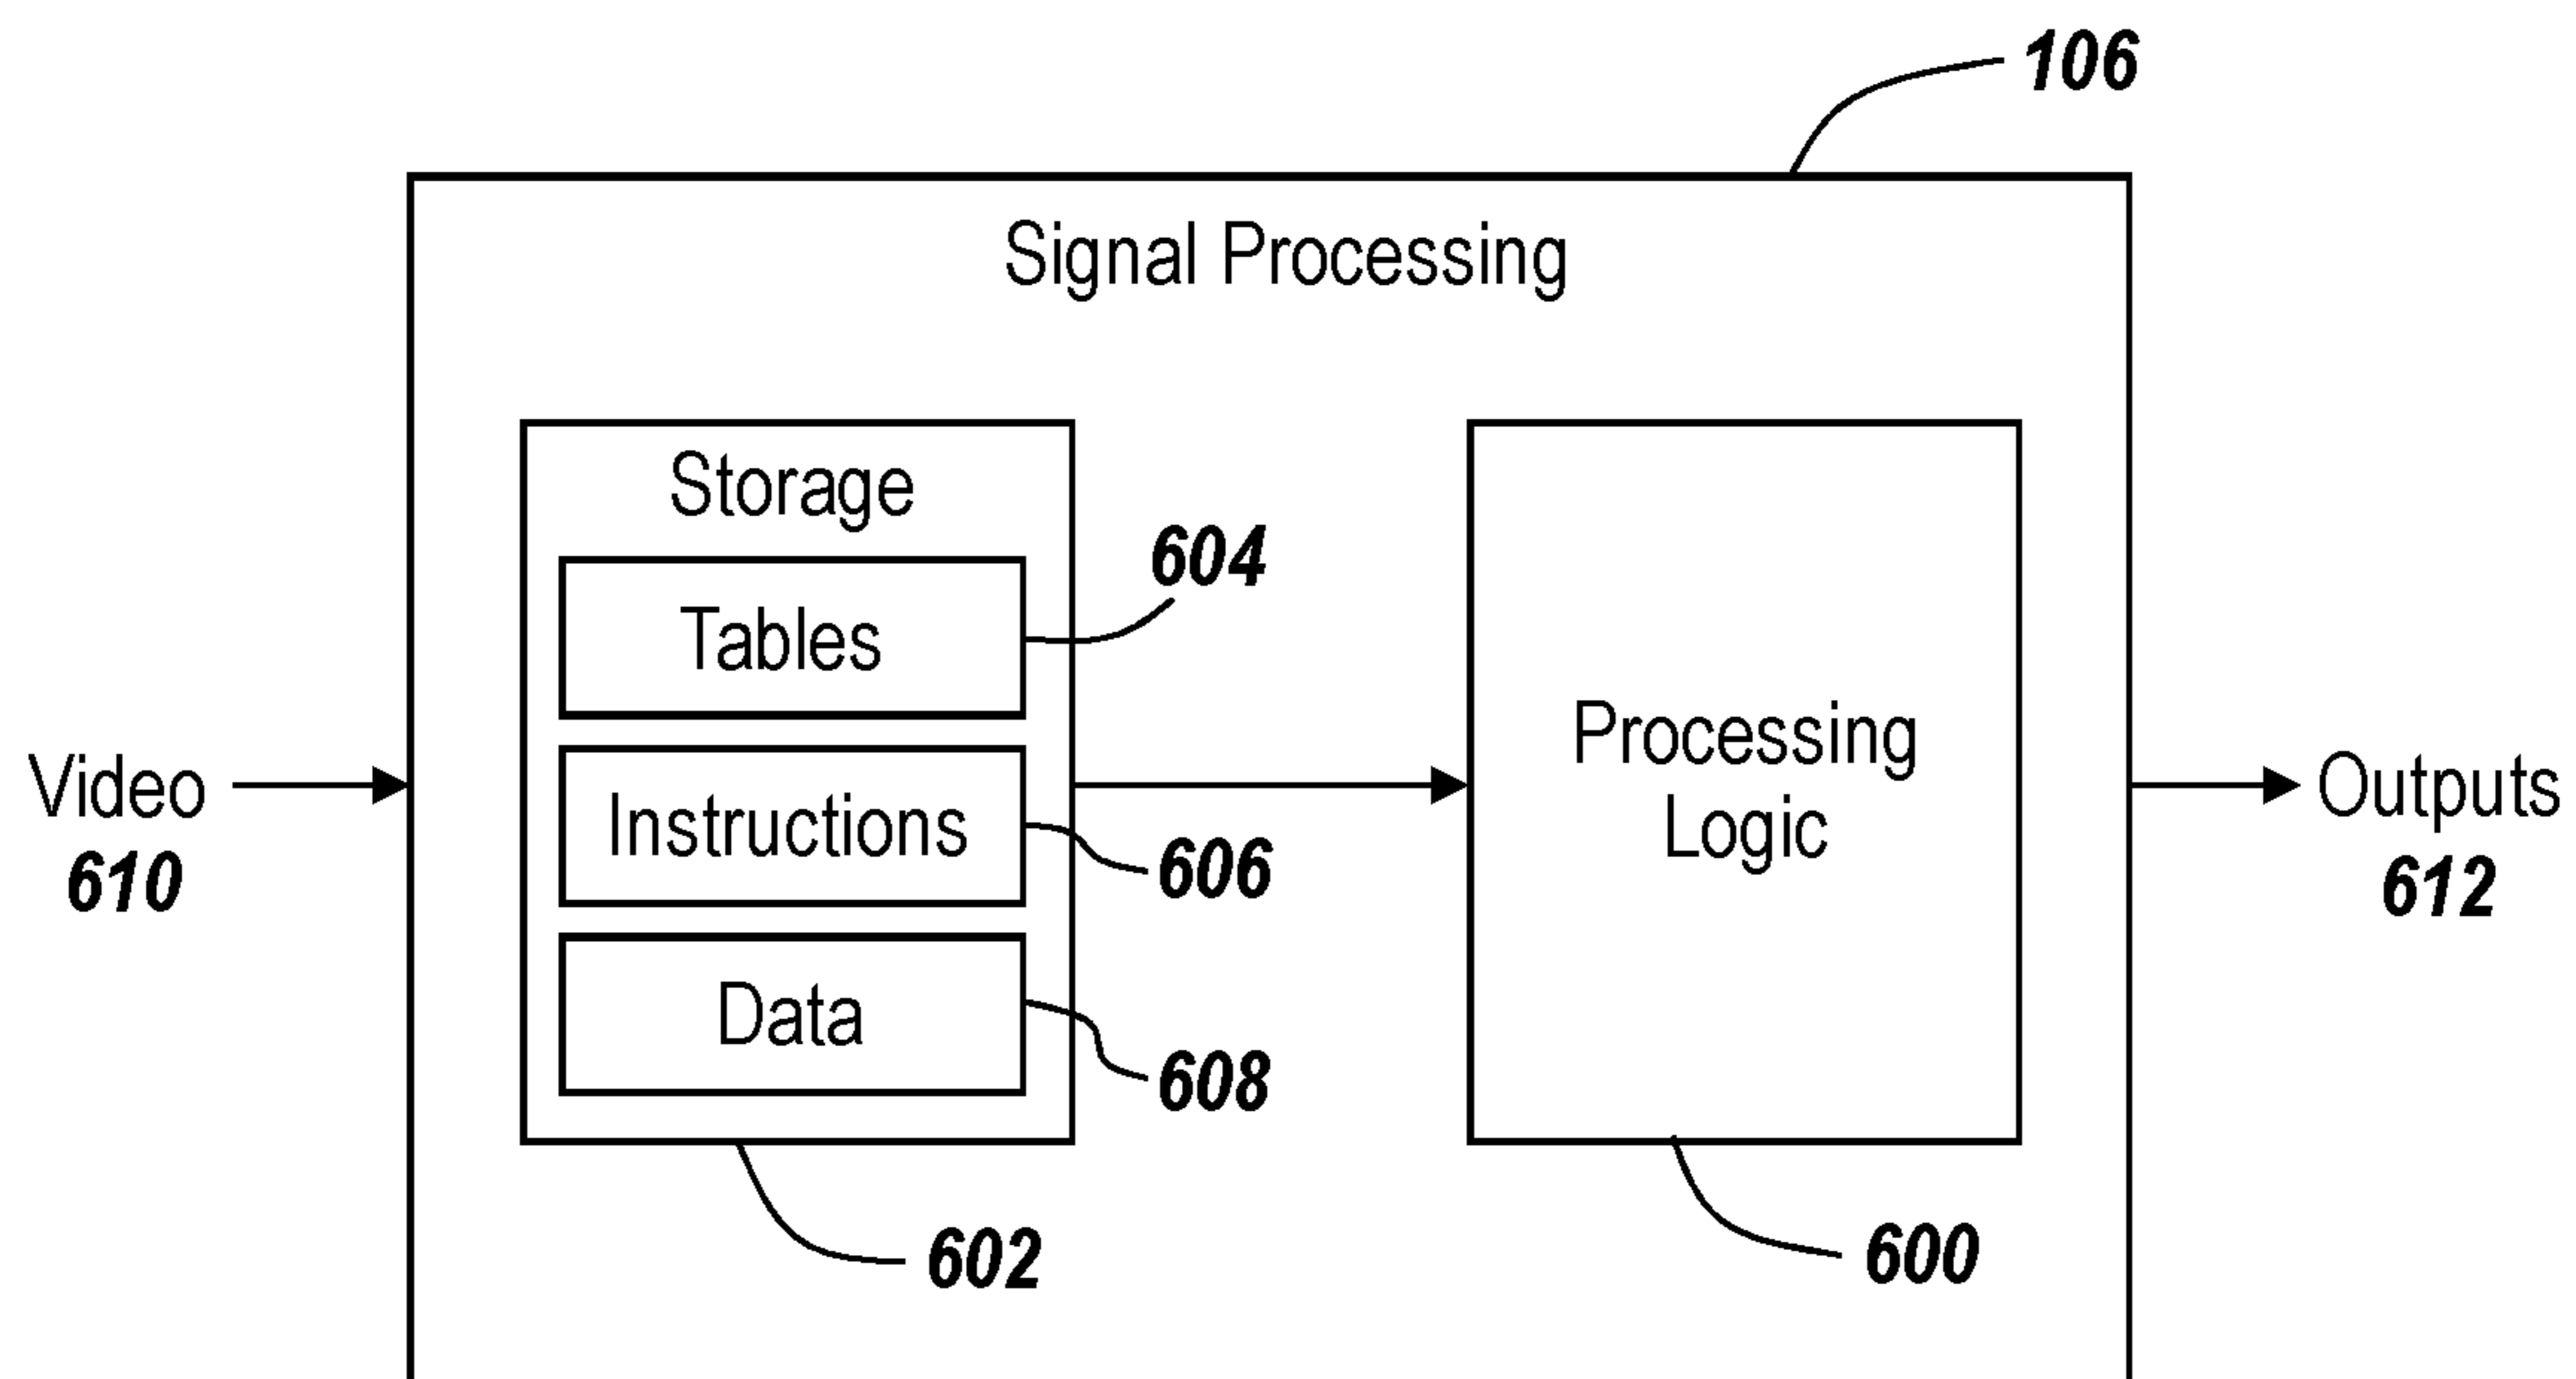 106
Signal Processing
Storage
604
Tables
Processing
Logic
Video
610
Instructions
606
Outputs
612
Data
608
602
600